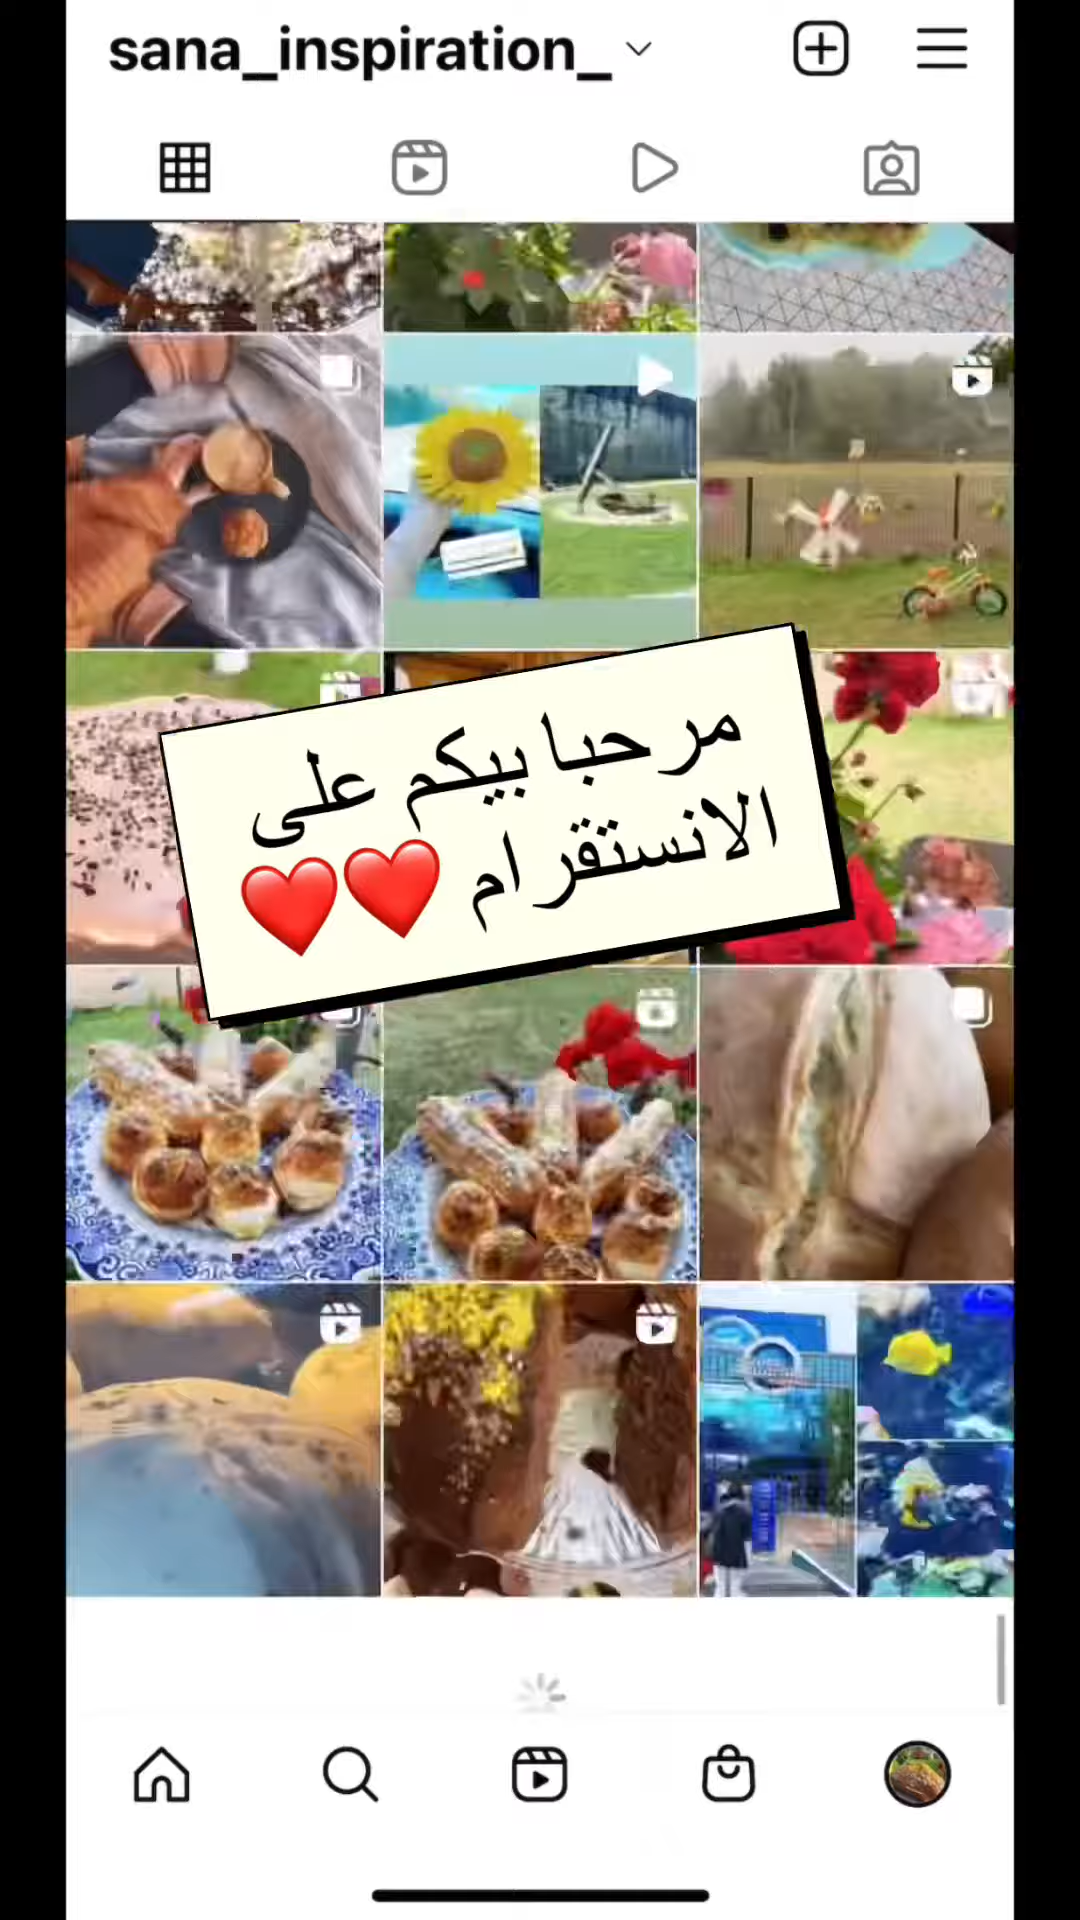 sana_inspiration_
مرحبا بيكم على
الانستقرام ❤️❤️